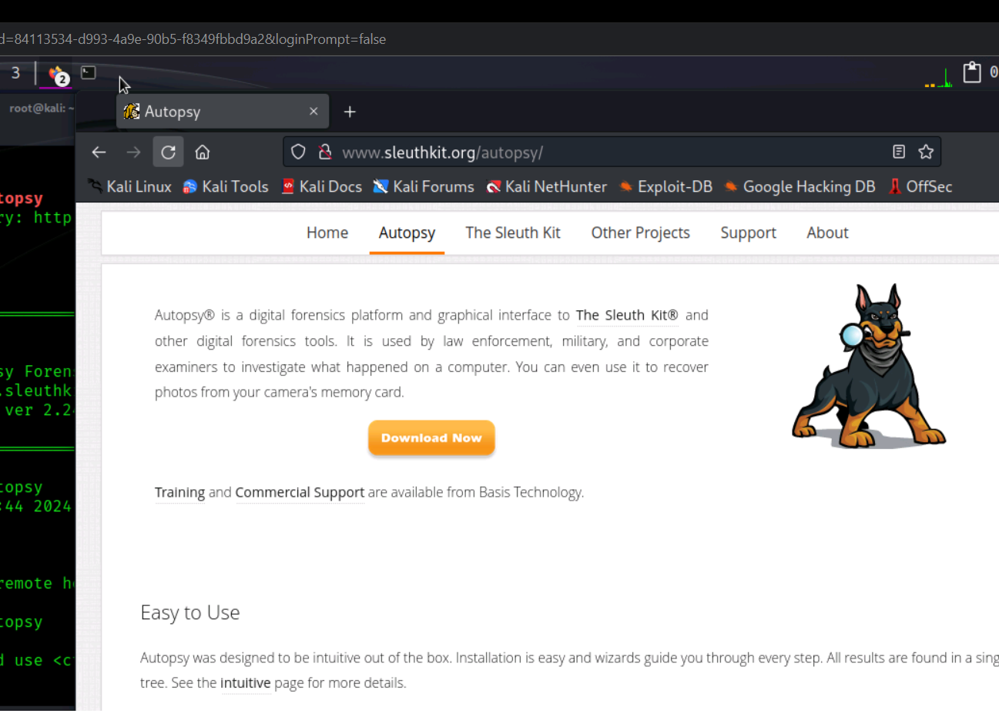 d=84113534-d993-4a9e-90b5-f8349fbbd9a2&loginPrompt=false
3
2
0
root@kali: ~
Autopsy
www.sleuthkit.org/autopsy/
Kali Linux Kali Tools Kali Docs Kali Forums Kali NetHunter Exploit-DB Google Hacking DB OffSec
topsy
ry: http
sy Foren
.sleuthk
ver 2.2
topsy
:44 2024
remote h
topsy
d use <c
Home Autopsy The Sleuth Kit Other Projects Support About
Autopsy® is a digital forensics platform and graphical interface to The Sleuth Kit® and
other digital forensics tools. It is used by law enforcement, military, and corporate
examiners to investigate what happened on a computer. You can even use it to recover
photos from your camera's memory card.
Download Now
Training and Commercial Support are available from Basis Technology.
Easy to Use
Autopsy was designed to be intuitive out of the box. Installation is easy and wizards guide you through every step. All results are found in a sing
tree. See the intuitive page for more details.